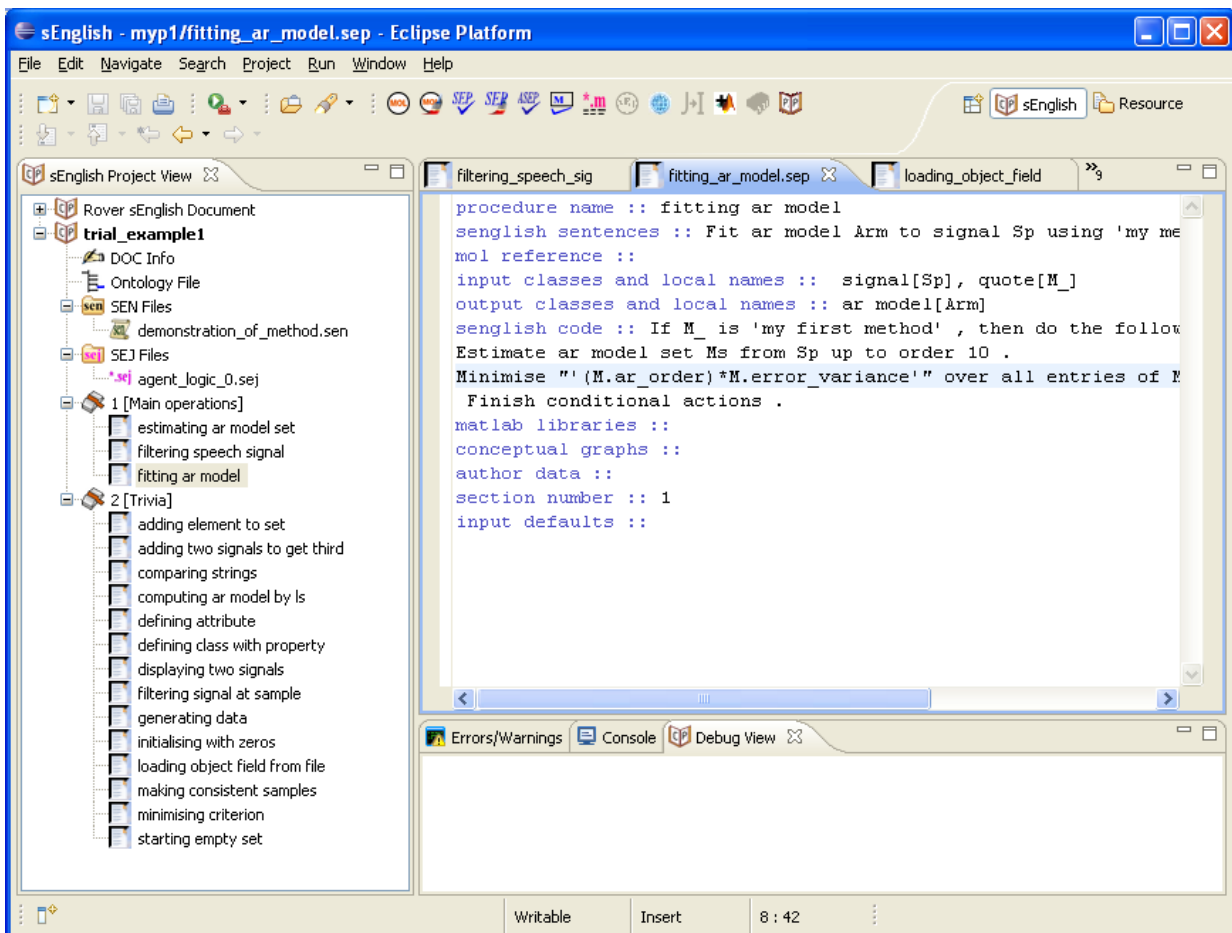 sEnglish - myp1/fitting_ar_model.sep - Eclipse Platform
File Edit Navigate Search Project Run Window Help
MOL MOL SEP SEP ASEP M *.m
sEnglish Resource
sEnglish Project View
Rover sEnglish Document
trial_example1
DOC Info
Ontology File
SEN Files
demonstration_of_method.sen
SEJ Files
agent_logic_0.sej
1 [Main operations]
estimating ar model set
filtering speech signal
fitting ar model
2 [Trivia]
adding element to set
adding two signals to get third
comparing strings
computing ar model by ls
defining attribute
defining class with property
displaying two signals
filtering signal at sample
generating data
initialising with zeros
loading object field from file
making consistent samples
minimising criterion
starting empty set
filtering_speech_sig fitting_ar_model.sep loading_object_field »9
procedure name :: fitting ar model
senglish sentences :: Fit ar model Arm to signal Sp using 'my me
mol reference ::
input classes and local names :: signal[Sp], quote[M_]
output classes and local names :: ar model[Arm]
senglish code :: If M_ is 'my first method' , then do the follow
Estimate ar model set Ms from Sp up to order 10 .
Minimise "'(M.ar_order)*M.error_variance'" over all entries of M
Finish conditional actions .
matlab libraries ::
conceptual graphs ::
author data ::
section number :: 1
input defaults ::
Errors/Warnings Console Debug View
Writable Insert 8 : 42